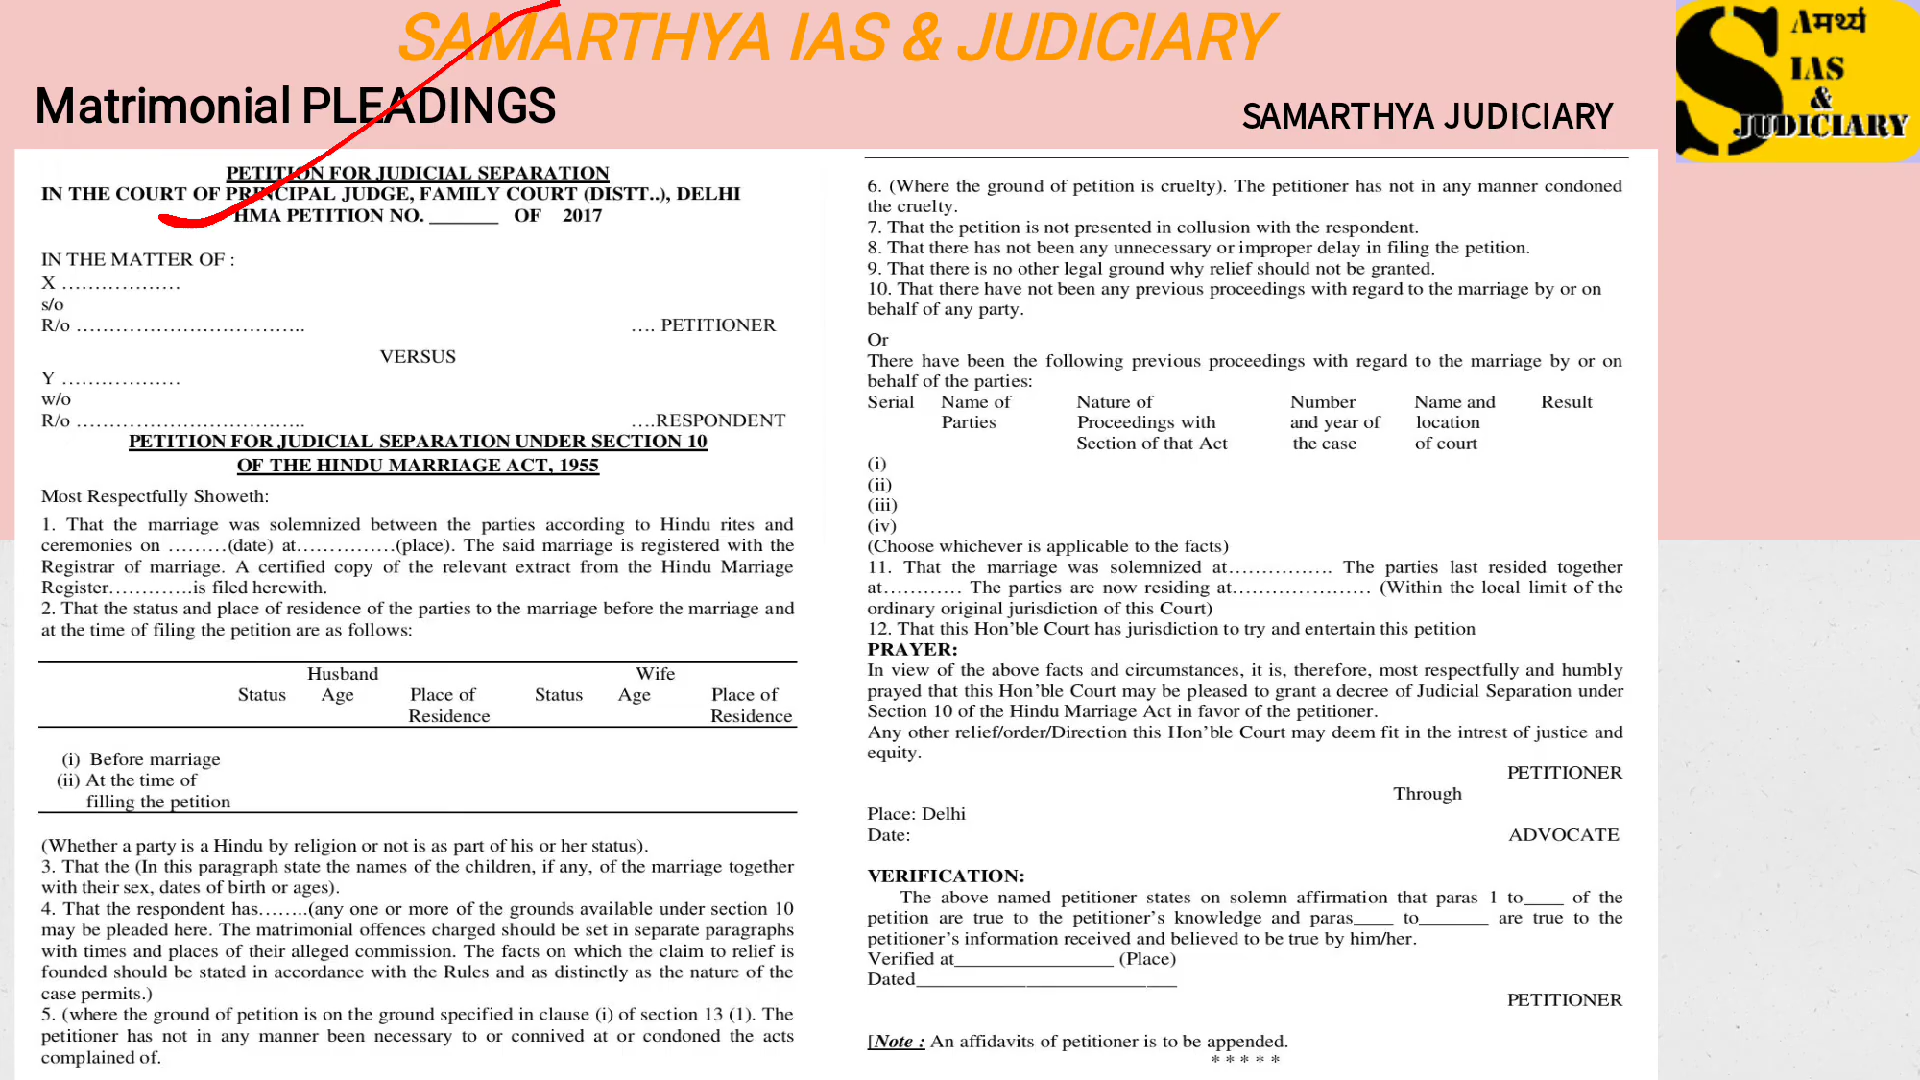 SAMARTHYA IAS & JUDICIARY
Matrimonial PLEADINGS
SAMARTHYA JUDICIARY
IAS
&
JUDICIARY
PETITION FOR JUDICIAL SEPARATION
IN THE COURT OF PRINCIPAL JUDGE, FAMILY COURT (DISTT..), DELHI
HMA PETITION NO. _______ OF 2017
IN THE MATTER OF :
X ………………
s/o
R/o …………………………….. …. PETITIONER
VERSUS
Y ………………
w/o
R/o …………………………….. ….RESPONDENT
PETITION FOR JUDICIAL SEPARATION UNDER SECTION 10
OF THE HINDU MARRIAGE ACT, 1955
Most Respectfully Showeth:
1. That the marriage was solemnized between the parties according to Hindu rites and
ceremonies on ………(date) at……………(place). The said marriage is registered with the
Registrar of marriage. A certified copy of the relevant extract from the Hindu Marriage
Register………….is filed herewith.
2. That the status and place of residence of the parties to the marriage before the marriage and
at the time of filing the petition are as follows:
Husband Wife
Status Age Place of Status Age Place of
Residence Residence
(i) Before marriage
(ii) At the time of
filling the petition
(Whether a party is a Hindu by religion or not is as part of his or her status).
3. That the (In this paragraph state the names of the children, if any, of the marriage together
with their sex, dates of birth or ages).
4. That the respondent has……..(any one or more of the grounds available under section 10
may be pleaded here. The matrimonial offences charged should be set in separate paragraphs
with times and places of their alleged commission. The facts on which the claim to relief is
founded should be stated in accordance with the Rules and as distinctly as the nature of the
case permits.)
5. (where the ground of petition is on the ground specified in clause (i) of section 13 (1). The
petitioner has not in any manner been necessary to or connived at or condoned the acts
complained of.
6. (Where the ground of petition is cruelty). The petitioner has not in any manner condoned
the cruelty.
7. That the petition is not presented in collusion with the respondent.
8. That there has not been any unnecessary or improper delay in filing the petition.
9. That there is no other legal ground why relief should not be granted.
10. That there have not been any previous proceedings with regard to the marriage by or on
behalf of any party.
Or
There have been the following previous proceedings with regard to the marriage by or on
behalf of the parties:
Serial Name of Nature of Number Name and Result
Parties Proceedings with and year of location
Section of that Act the case of court
(i)
(ii)
(iii)
(iv)
(Choose whichever is applicable to the facts)
11. That the marriage was solemnized at……………. The parties last resided together
at………… The parties are now residing at………………… (Within the local limit of the
ordinary original jurisdiction of this Court)
12. That this Hon'ble Court has jurisdiction to try and entertain this petition
PRAYER:
In view of the above facts and circumstances, it is, therefore, most respectfully and humbly
prayed that this Hon'ble Court may be pleased to grant a decree of Judicial Separation under
Section 10 of the Hindu Marriage Act in favor of the petitioner.
Any other relief/order/Direction this Hon'ble Court may deem fit in the intrest of justice and
equity.
PETITIONER
Through
Place: Delhi
Date: ADVOCATE
VERIFICATION:
The above named petitioner states on solemn affirmation that paras 1 to____ of the
petition are true to the petitioner's knowledge and paras____ to_______ are true to the
petitioner's information received and believed to be true by him/her.
Verified at________________ (Place)
Dated__________________________
PETITIONER
[Note : An affidavits of petitioner is to be appended.
* * * * *